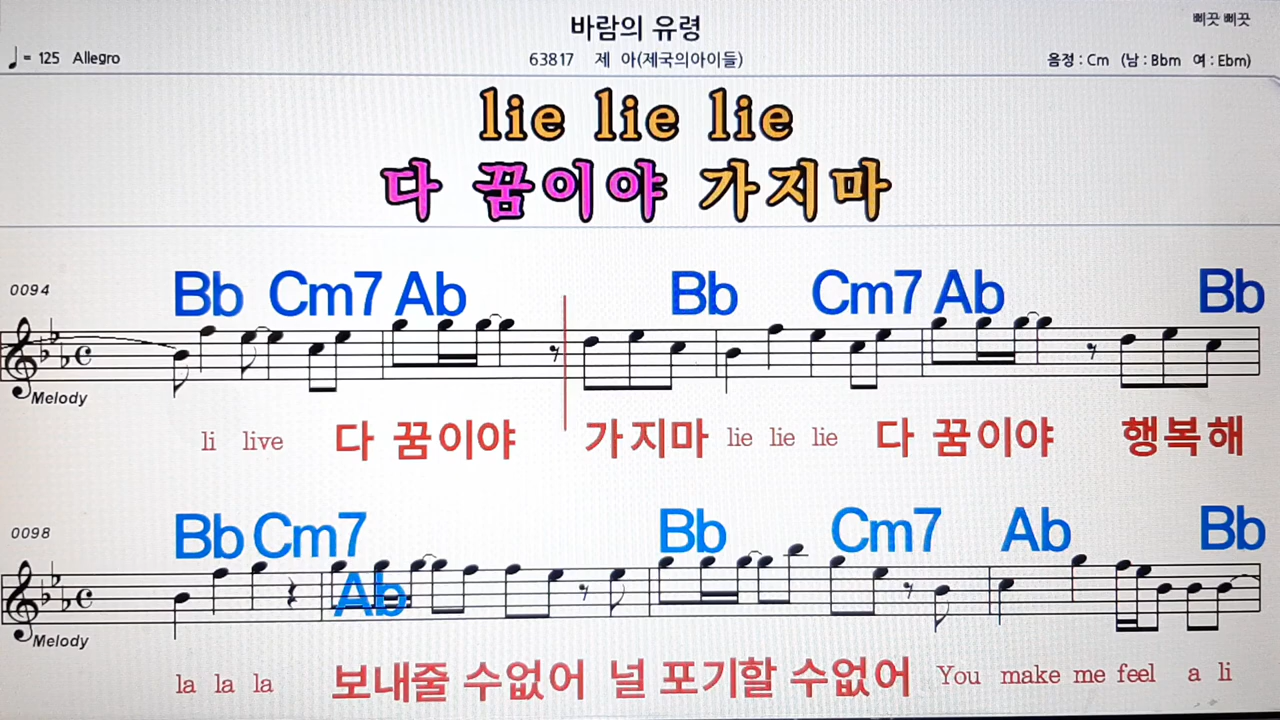 바람의 유령
삐끗삐끗
♩= 125 Allegro
63817 제 아(제국의아이들)
음정 : Cm (남 : Bbm 여 : Ebm)
lie lie lie
다 꿈이야 가지마
0094
Bb Cm7 Ab Bb Cm7 Ab Bb
Melody
li live 다 꿈이야 가지마 lie lie lie 다 꿈이야 행복해
0098
Bb Cm7 Ab Bb Cm7 Ab Bb
Melody
la la la 보내줄 수없어 널 포기할 수없어 You make me feel a li